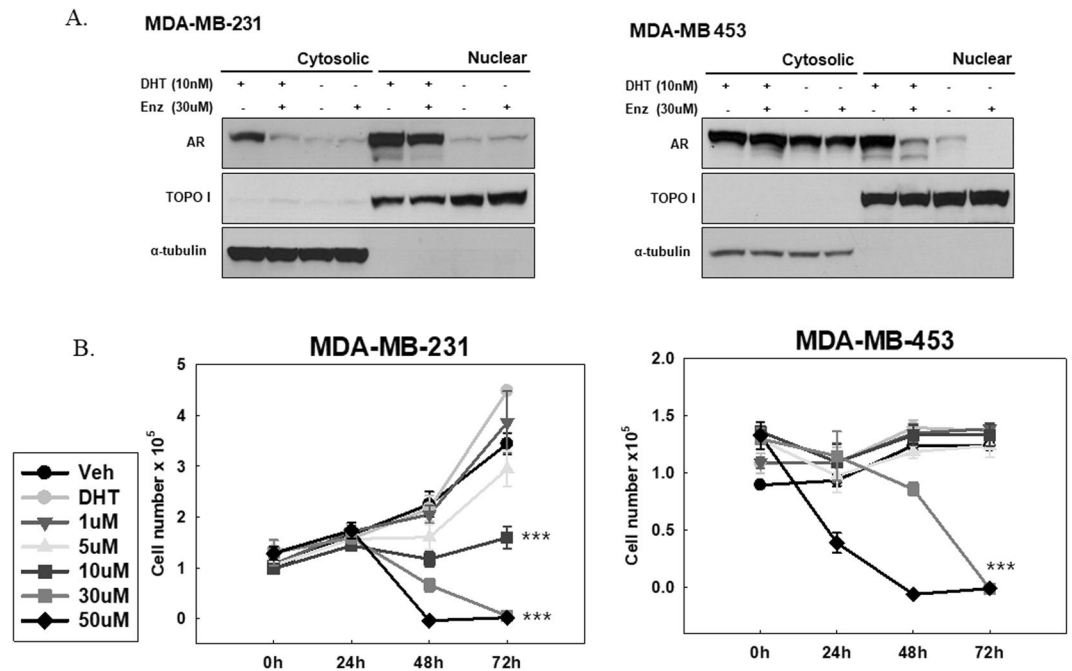 A.
MDA-MB-231
Cytosolic Nuclear
DHT (10nM) + + - - + + - -
Enz (30uM) - + - + - + - +
AR
TOPO I
α-tubulin
MDA-MB 453
Cytosolic Nuclear
DHT (10nM) + + - - + + - -
Enz (30uM) - + - + - + - +
AR
TOPO I
α-tubulin
B.
Veh
DHT
1uM
5uM
10uM
30uM
50uM
MDA-MB-231
Cell number x 10⁵
5
4
3
2
1
0
***
***
0h 24h 48h 72h
MDA-MB-453
Cell number x10⁵
2.0
1.5
1.0
0.5
0.0
***
0h 24h 48h 72h